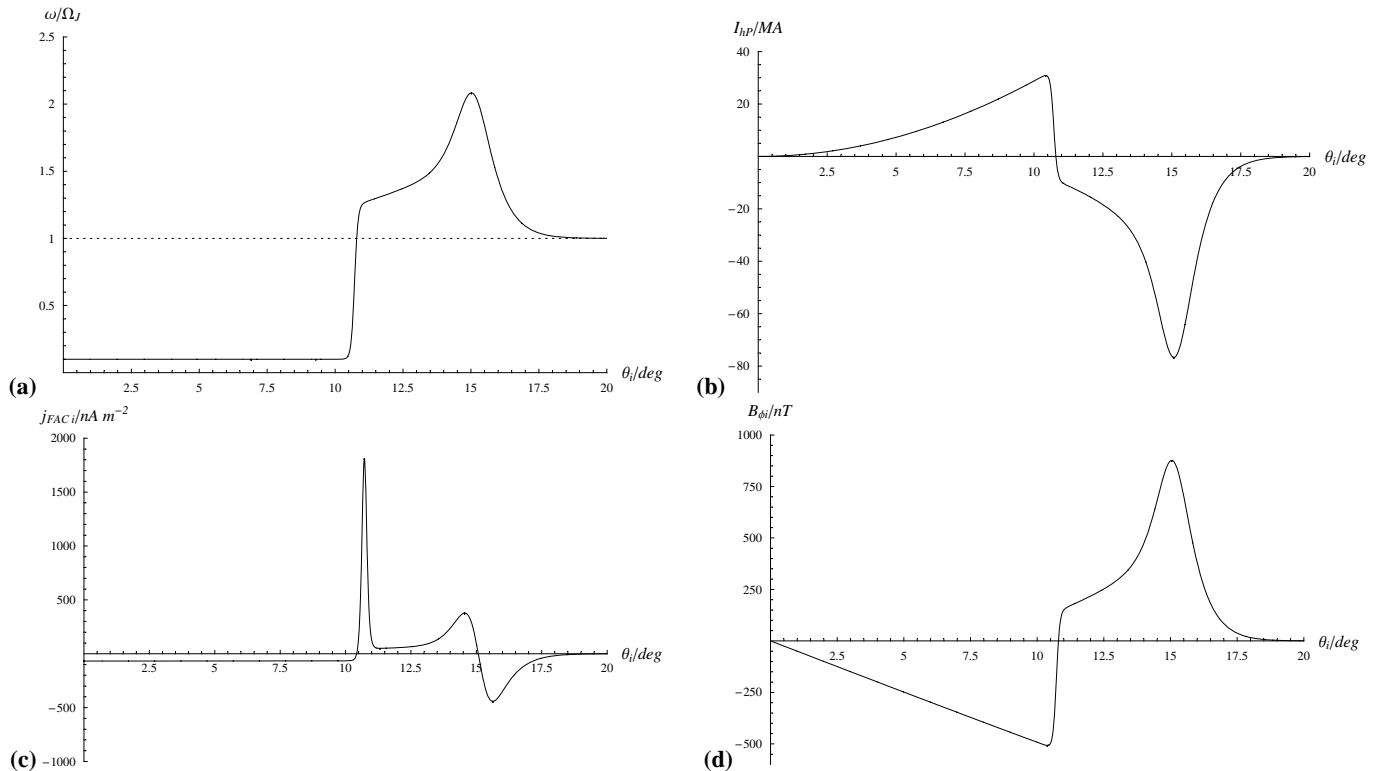 ω/Ω_J
2.5
2
1.5
1
0.5
2.5 5 7.5 10 12.5 15 17.5 20
θ_i/deg
(a)
I_hP/MA
40
20
−20
−40
−60
−80
2.5 5 7.5 10 12.5 15 17.5 20
θ_i/deg
(b)
j_FAC i/nA m^−2
2000
1500
1000
500
−500
−1000
2.5 5 7.5 10 12.5 15 17.5 20
θ_i/deg
(c)
B_ϕi/nT
1000
750
500
250
−250
−500
2.5 5 7.5 10 12.5 15 17.5 20
θ_i/deg
(d)